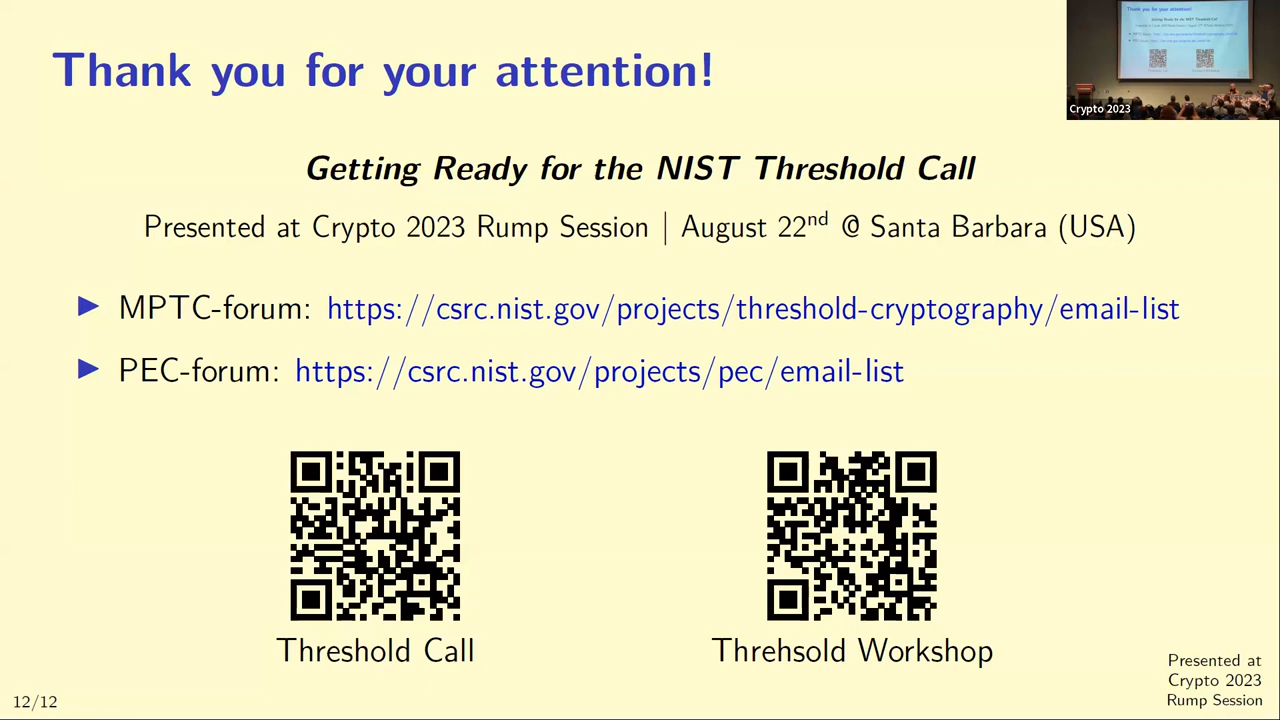 Thank you for your attention!
Crypto 2023
Getting Ready for the NIST Threshold Call
Presented at Crypto 2023 Rump Session | August 22nd @ Santa Barbara (USA)
▶ MPTC-forum: https://csrc.nist.gov/projects/threshold-cryptography/email-list
▶ PEC-forum: https://csrc.nist.gov/projects/pec/email-list
Threshold Call
Threhsold Workshop
Presented at
Crypto 2023
Rump Session
12/12